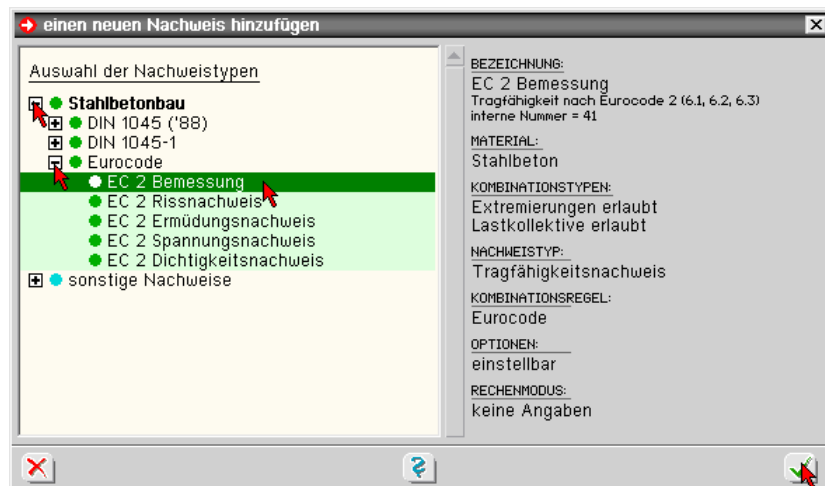 einen neuen Nachweis hinzufügen
Auswahl der Nachweistypen
Stahlbetonbau
DIN 1045 ('88)
DIN 1045-1
Eurocode
EC 2 Bemessung
EC 2 Rissnachweis
EC 2 Ermüdungsnachweis
EC 2 Spannungsnachweis
EC 2 Dichtigkeitsnachweis
sonstige Nachweise
BEZEICHNUNG:
EC 2 Bemessung
Tragfähigkeit nach Eurocode 2 (6.1, 6.2, 6.3)
interne Nummer = 41
MATERIAL:
Stahlbeton
KOMBINATIONSTYPEN:
Extremierungen erlaubt
Lastkollektive erlaubt
NACHWEISTYP:
Tragfähigkeitsnachweis
KOMBINATIONSREGEL:
Eurocode
OPTIONEN:
einstellbar
RECHENMODUS:
keine Angaben